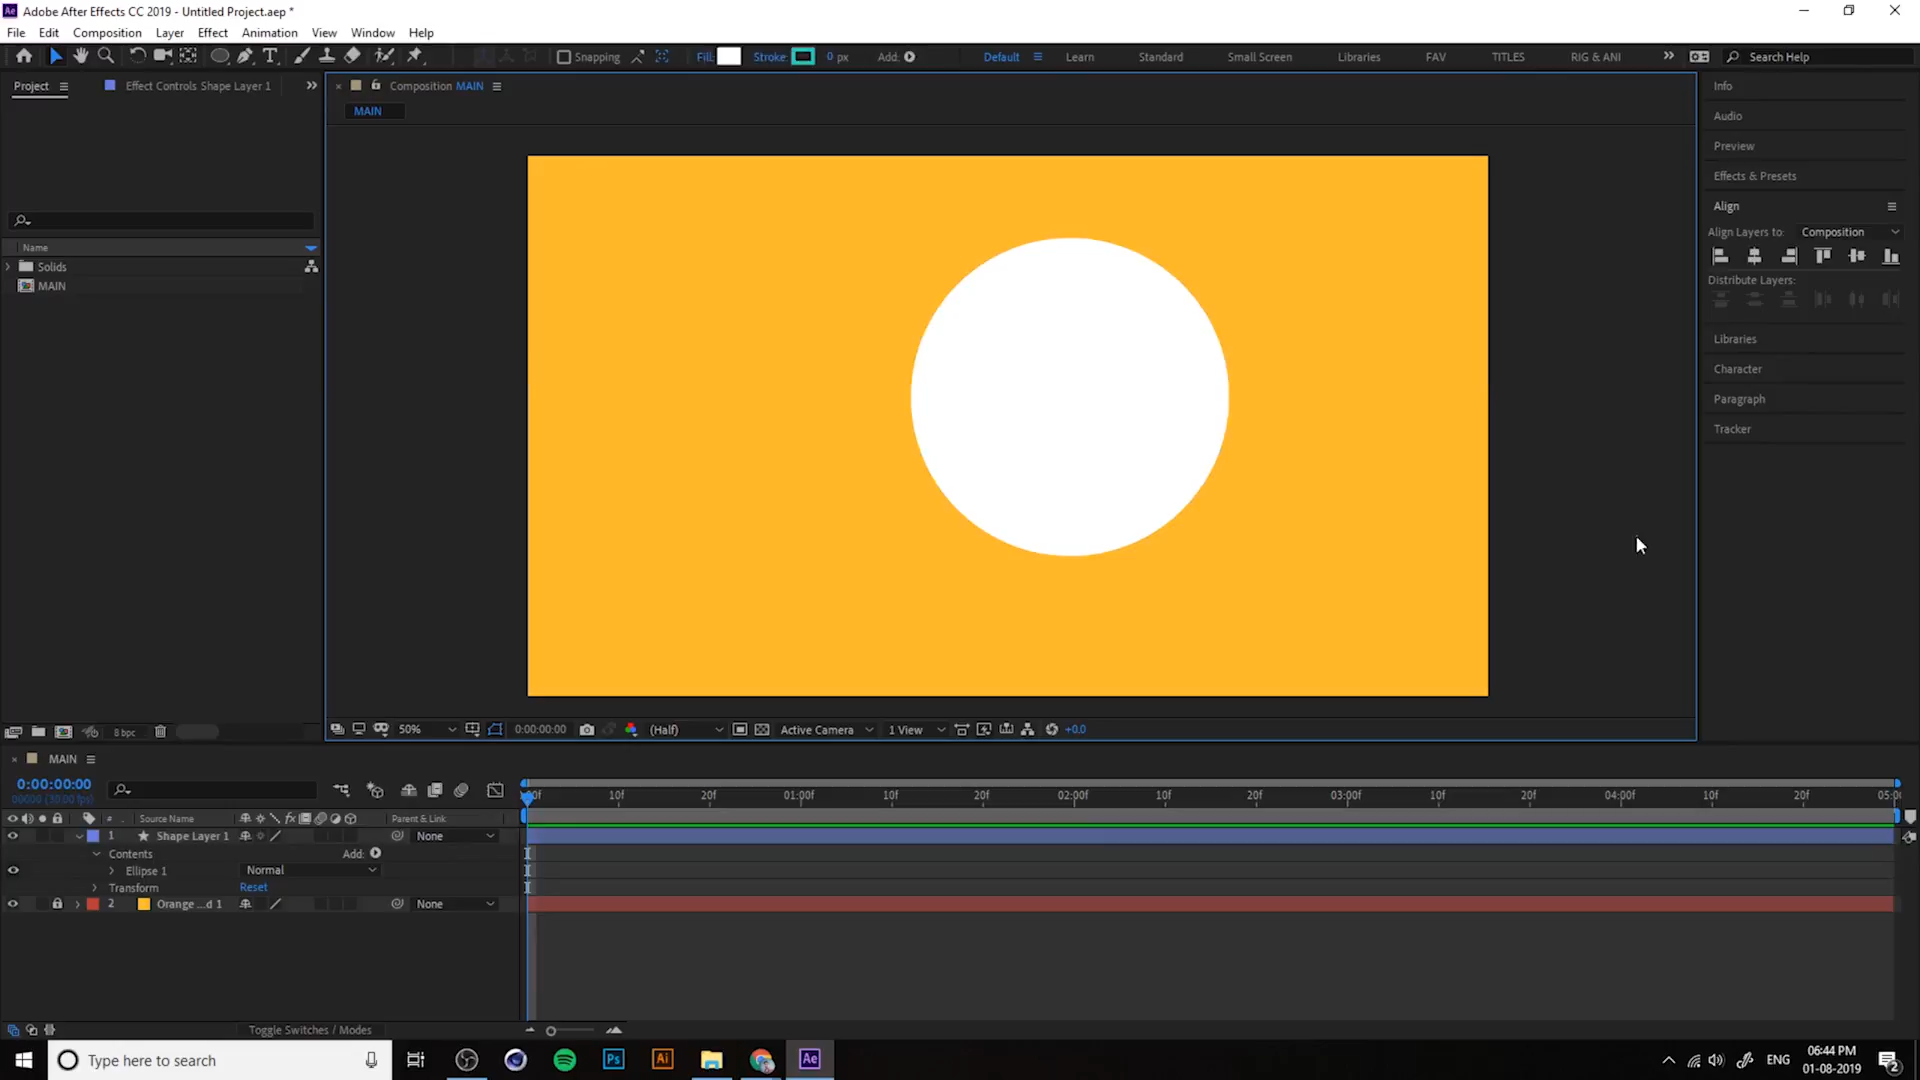 Ae Adobe After Effects CC 2019 - Untitled Project.aep *
File Edit Composition Layer Effect Animation View Window Help
Snapping Fill: Stroke: 0 px Add: Default Learn Standard Small Screen Libraries FAV TITLES RIG & ANI Search Help
Project Effect Controls Shape Layer 1
Composition MAIN
MAIN
Info
Audio
Preview
Effects & Presets
Align
Align Layers to: Composition
Distribute Layers:
Libraries
Character
Paragraph
Tracker
Name
Solids
MAIN
8 bpc
50% 0:00:00:00 (Half) Active Camera 1 View +0.0
MAIN
0:00:00:00
00000 (30.00 fps)
10f 20f 01:00f 10f 20f 02:00f 10f 20f 03:00f 10f 20f 04:00f 10f 20f
# Source Name fx Parent & Link
1 Shape Layer 1 None
Contents Add:
Ellipse 1 Normal
Transform Reset
2 Orange ...d 1 None
Toggle Switches / Modes
Type here to search
Ps Ai Ae
ENG
06:44 PM
01-08-2019
2